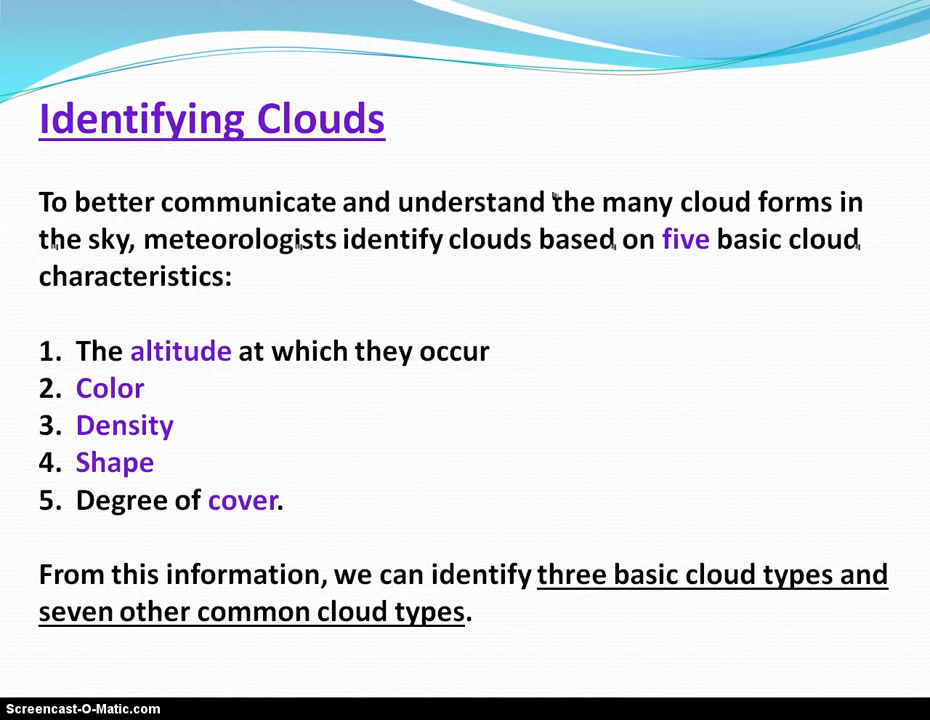 Identifying Clouds
To better communicate and understand the many cloud forms in
the sky, meteorologists identify clouds based on five basic cloud
characteristics:
1. The altitude at which they occur
2. Color
3. Density
4. Shape
5. Degree of cover.
From this information, we can identify three basic cloud types and
seven other common cloud types.
Screencast-O-Matic.com